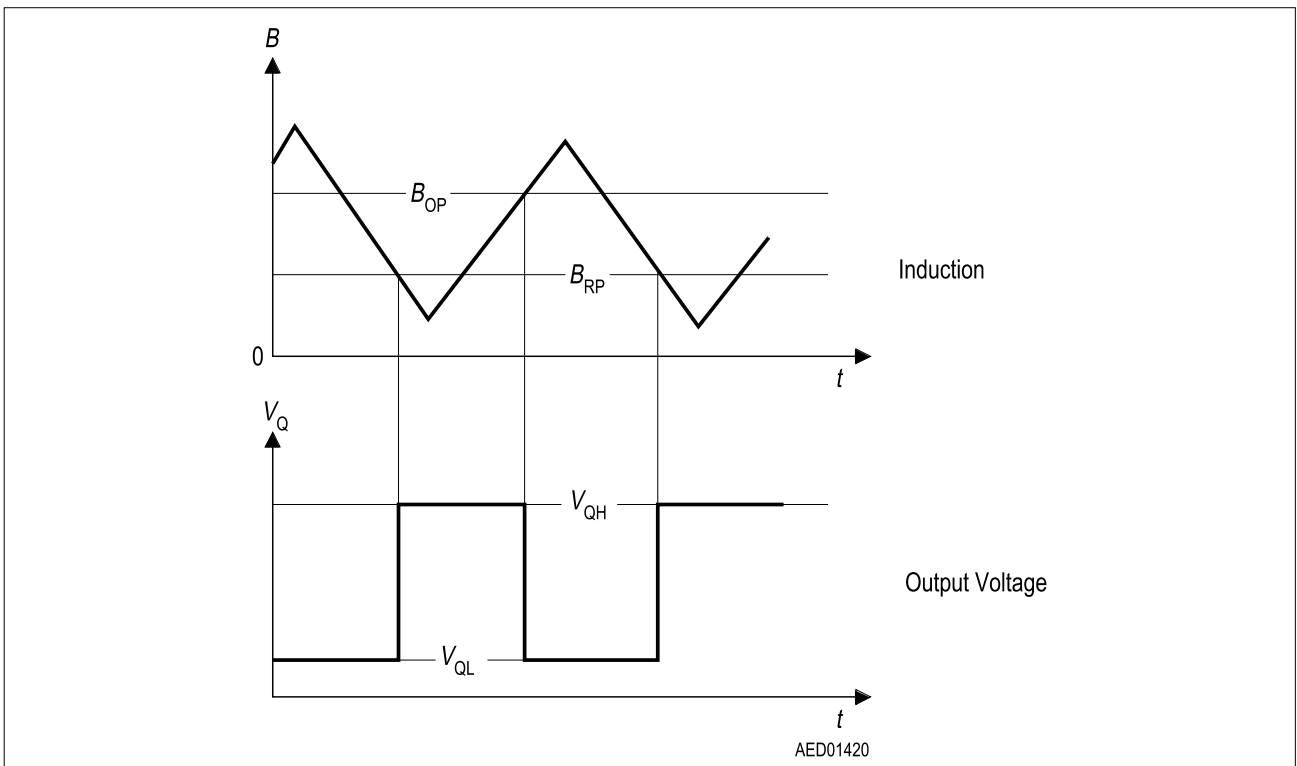 B
B_OP
B_RP
Induction
0
t
V_Q
V_QH
Output Voltage
V_QL
t
AED01420